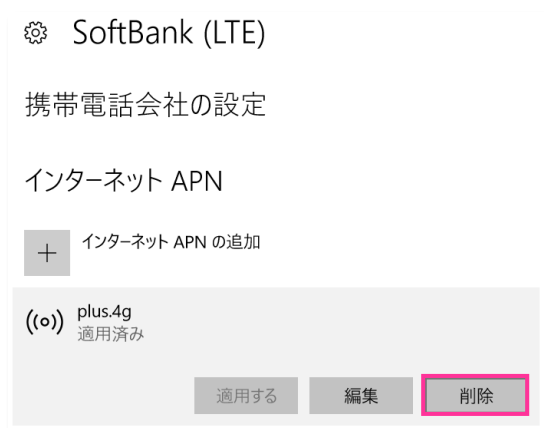 SoftBank (LTE)
携帯電話会社の設定
インターネット APN
インターネット APN の追加
plus.4g
適用済み
適用する 編集 削除